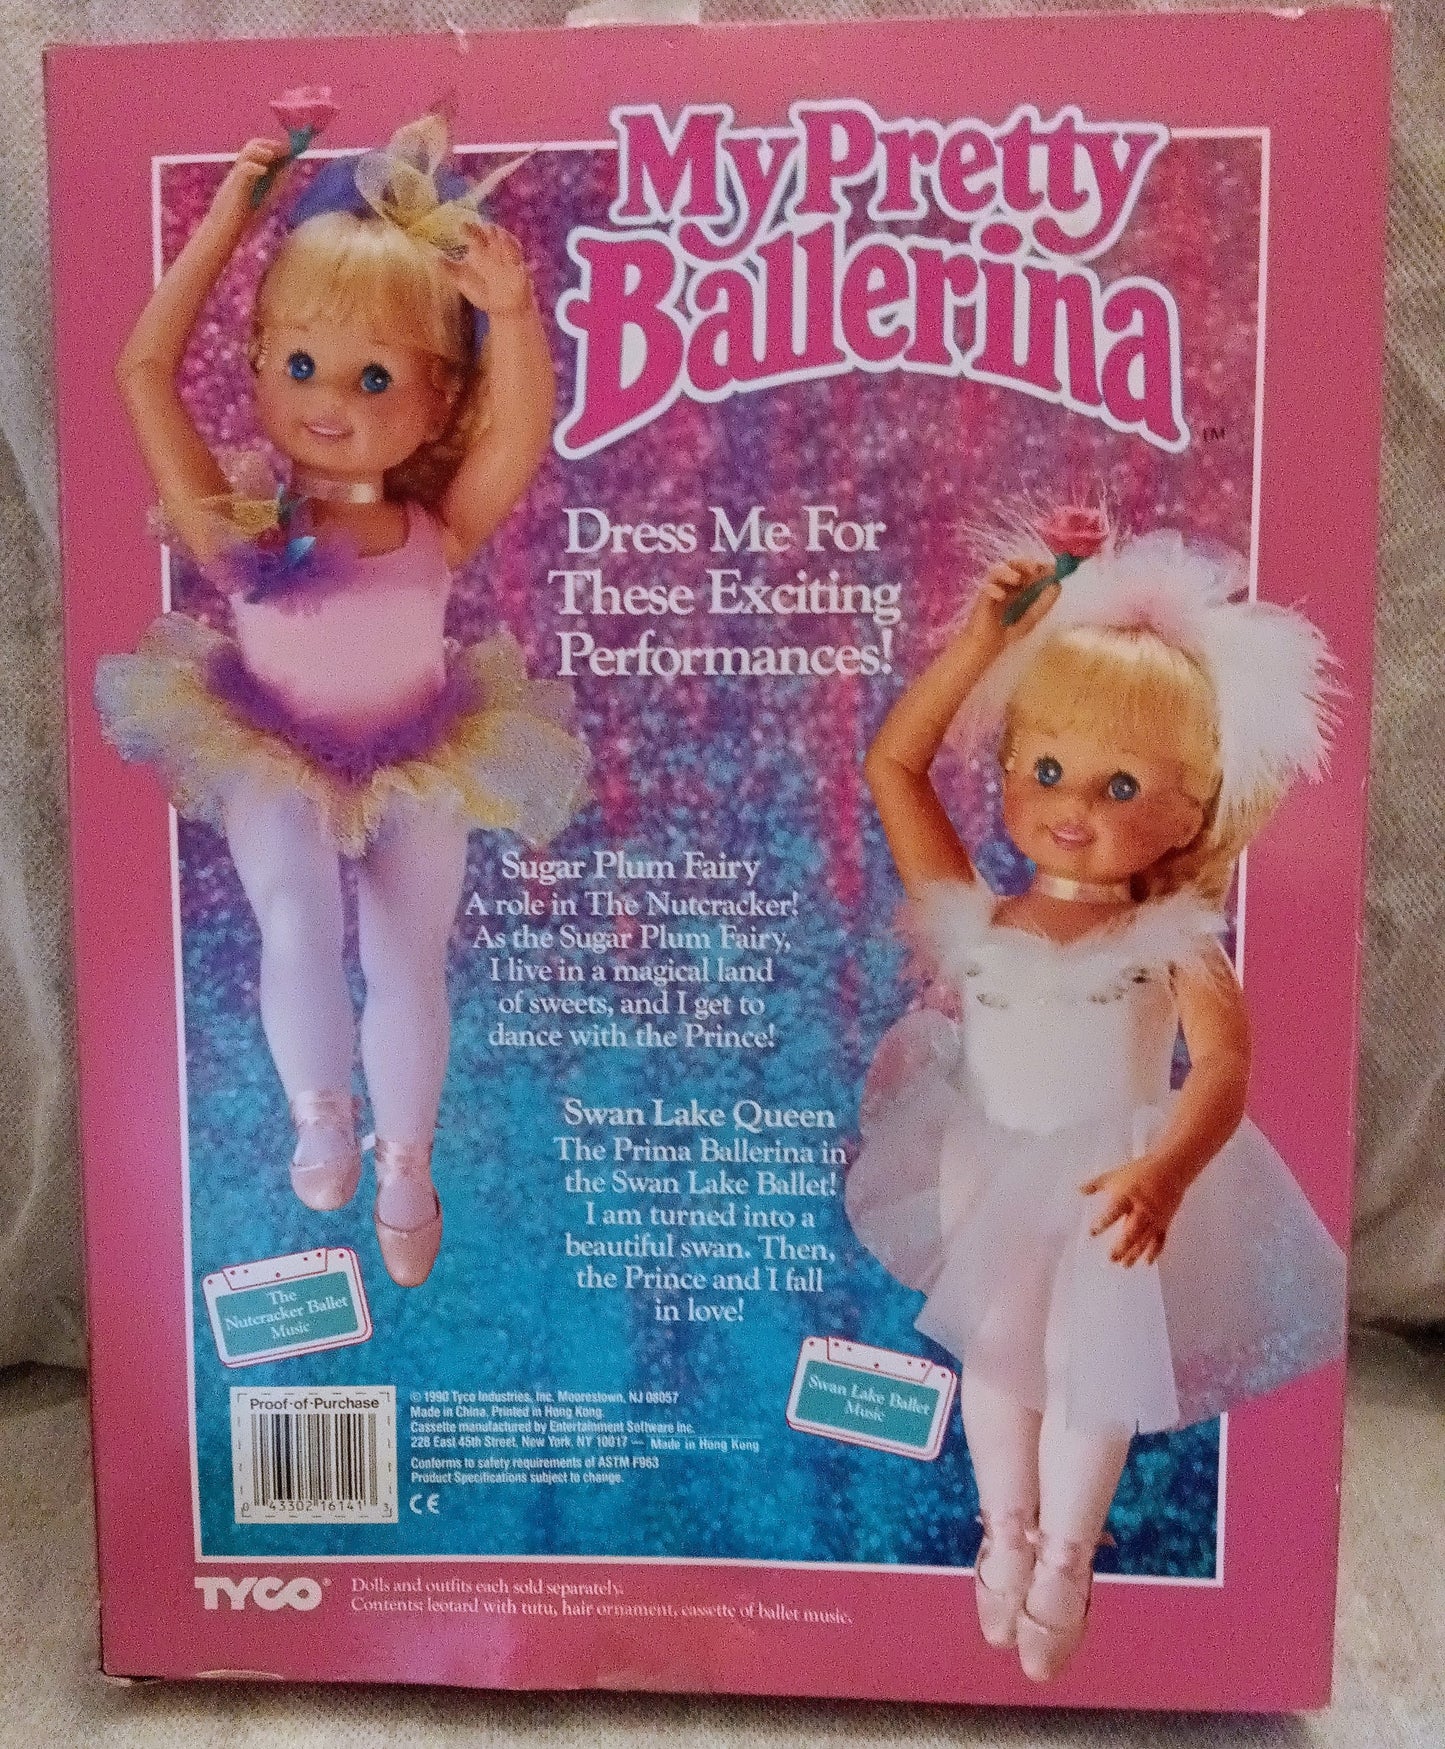 My Pretty
Ballerina
TM
Dress Me For
These Exciting
Performances!
Sugar Plum Fairy
A role in The Nutcracker!
As the Sugar Plum Fairy,
I live in a magical land
of sweets, and I get to
dance with the Prince!
Swan Lake Queen
The Prima Ballerina in
the Swan Lake Ballet!
I am turned into a
beautiful swan. Then,
the Prince and I fall
in love!
The
Nutcracker Ballet
Music
Swan Lake Ballet
Music
Proof-of-Purchase
0 43302 16141 3
© 1990 Tyco Industries, Inc. Moorestown, NJ 08057
Made in China. Printed in Hong Kong
Cassette manufactured by Entertainment Software Inc.
228 East 45th Street, New York, NY 10017 — Made in Hong Kong
Conforms to safety requirements of ASTM F963
Product Specifications subject to change.
CE
TYCO®
Dolls and outfits each sold separately.
Contents: leotard with tutu, hair ornament, cassette of ballet music.